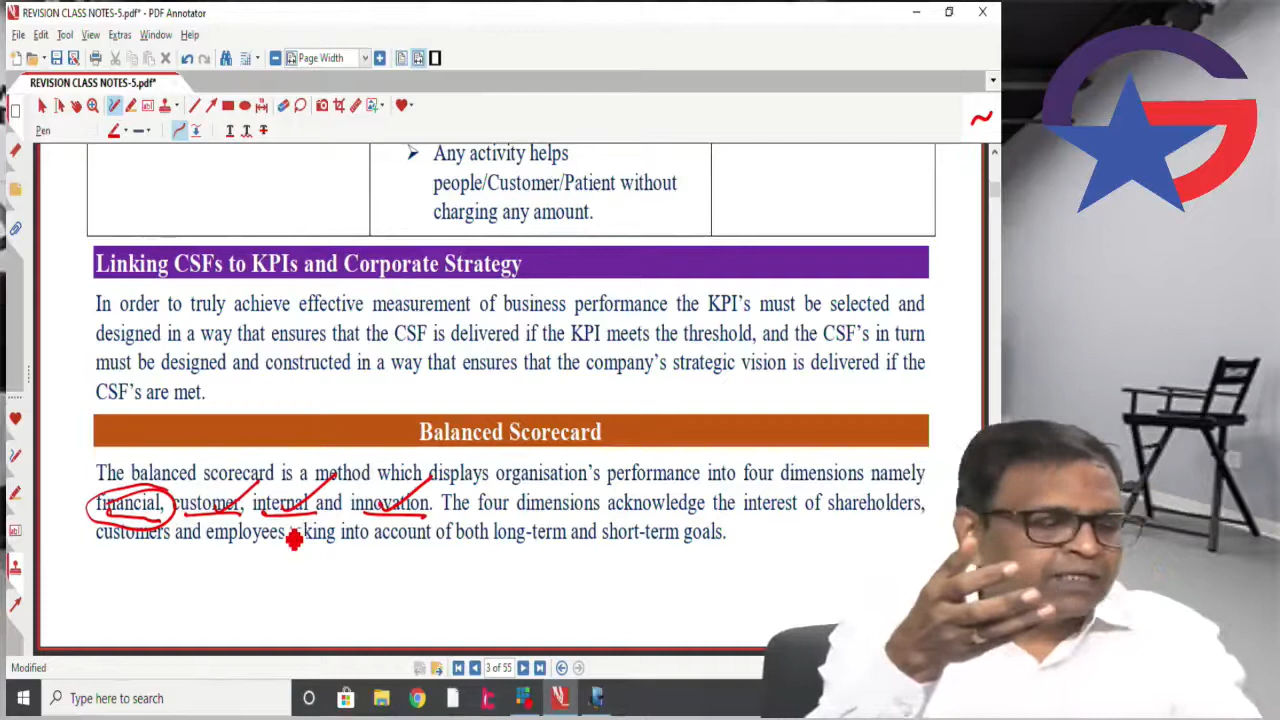 REVISION CLASS NOTES-5.pdf* - PDF Annotator
File Edit Tool View Extras Window Help
Page Width
REVISION CLASS NOTES-5.pdf*
Pen
Any activity helps
people/Customer/Patient without
charging any amount.
Linking CSFs to KPIs and Corporate Strategy
In order to truly achieve effective measurement of business performance the KPI's must be selected and
designed in a way that ensures that the CSF is delivered if the KPI meets the threshold, and the CSF's in turn
must be designed and constructed in a way that ensures that the company's strategic vision is delivered if the
CSF's are met.
Balanced Scorecard
The balanced scorecard is a method which displays organisation's performance into four dimensions namely
financial, customer, internal and innovation. The four dimensions acknowledge the interest of shareholders,
customers and employees king into account of both long-term and short-term goals.
Modified
3 of 55
Type here to search